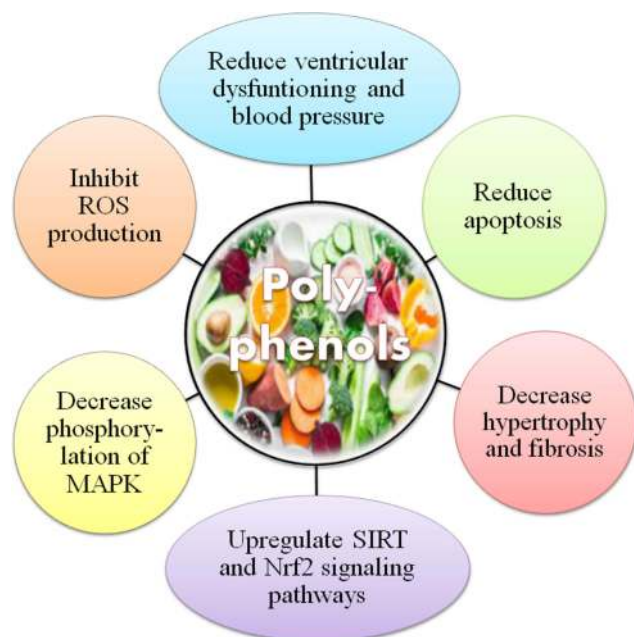 Reduce ventricular
dysfuntioning and
blood pressure
Inhibit
ROS
production
Reduce
apoptosis
Poly-
phenols
Decrease
phosphory-
lation of
MAPK
Decrease
hypertrophy
and fibrosis
Upregulate SIRT
and Nrf2 signaling
pathways